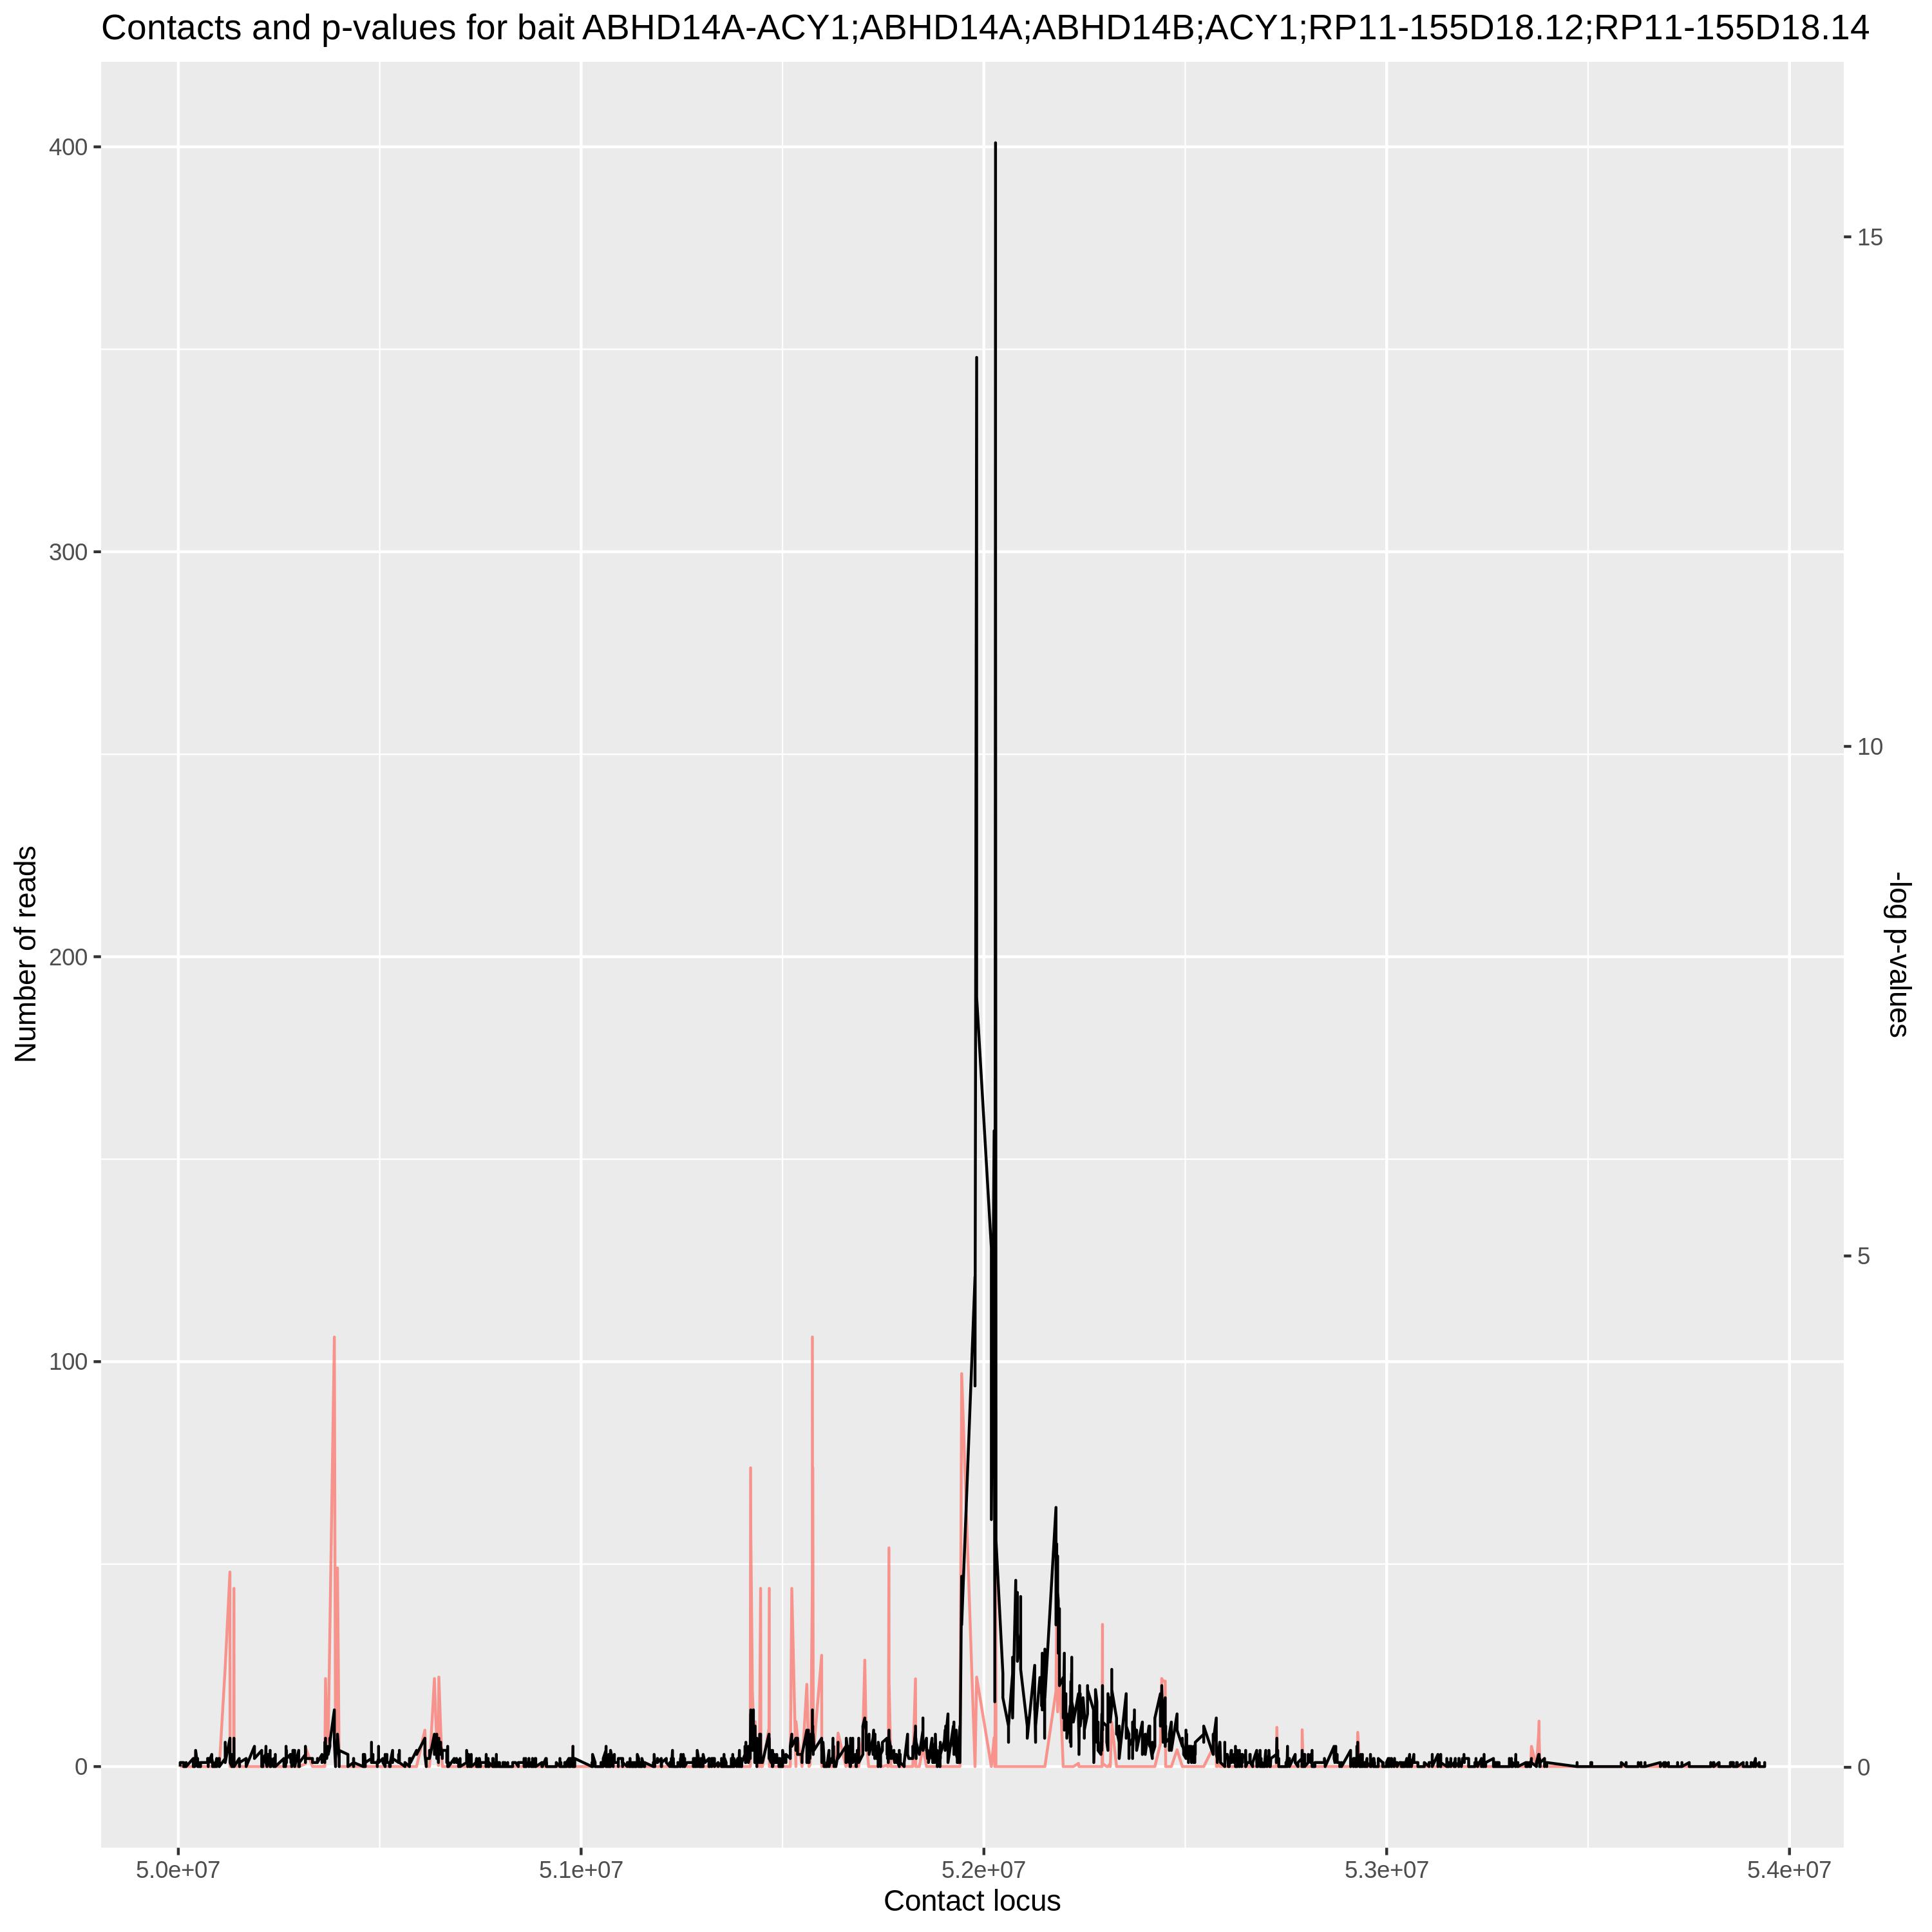 Contacts and p-values for bait ABHD14A-ACY1;ABHD14A;ABHD14B;ACY1;RP11-155D18.12;RP11-155D18.14
400
300
200
100
0
Number of reads
15
10
5
0
-log p-values
5.0e+07
5.1e+07
5.2e+07
5.3e+07
5.4e+07
Contact locus